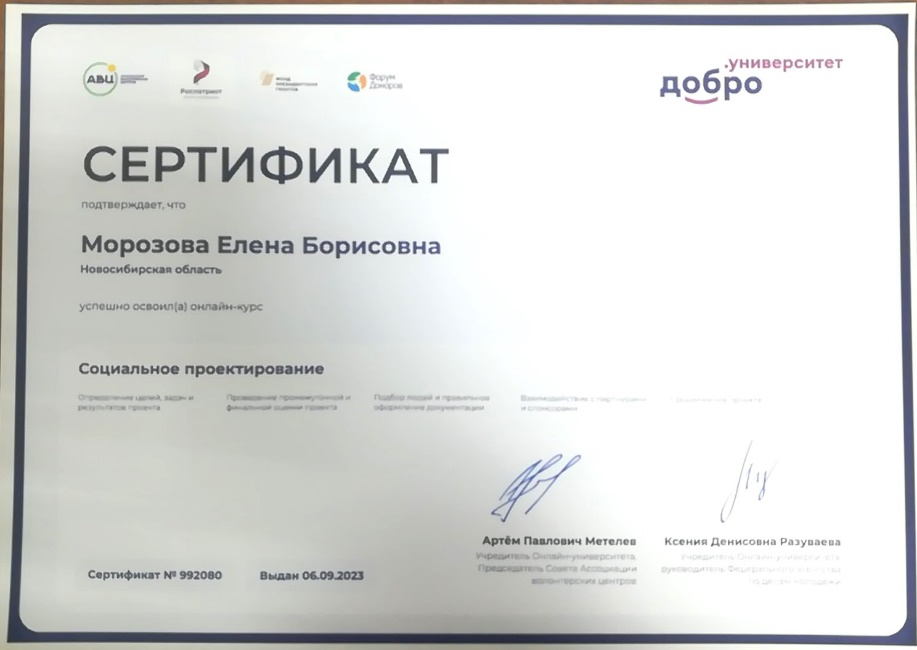 АВЦ
Роспатриот
ФОНД
ПРЕЗИДЕНТСКИХ
ГРАНТОВ
Форум
Доноров
.университет
добро
СЕРТИФИКАТ
подтверждает, что
Морозова Елена Борисовна
Новосибирская область
успешно освоил(а) онлайн-курс
Социальное проектирование
Определение целей, задач и
результатов проекта
Проведение промежуточной и
финальной оценки проекта
Подбор людей и правильное
оформление документации
Взаимодействие с партнерами
и спонсорами
Артём Павлович Метелев
Учредитель Онлайн-университета,
Председатель Совета Ассоциации
волонтерских центров
Ксения Денисовна Разуваева
Учредитель Онлайн-университета,
руководитель Федерального агентства
по делам молодежи
Сертификат № 992080
Выдан 06.09.2023